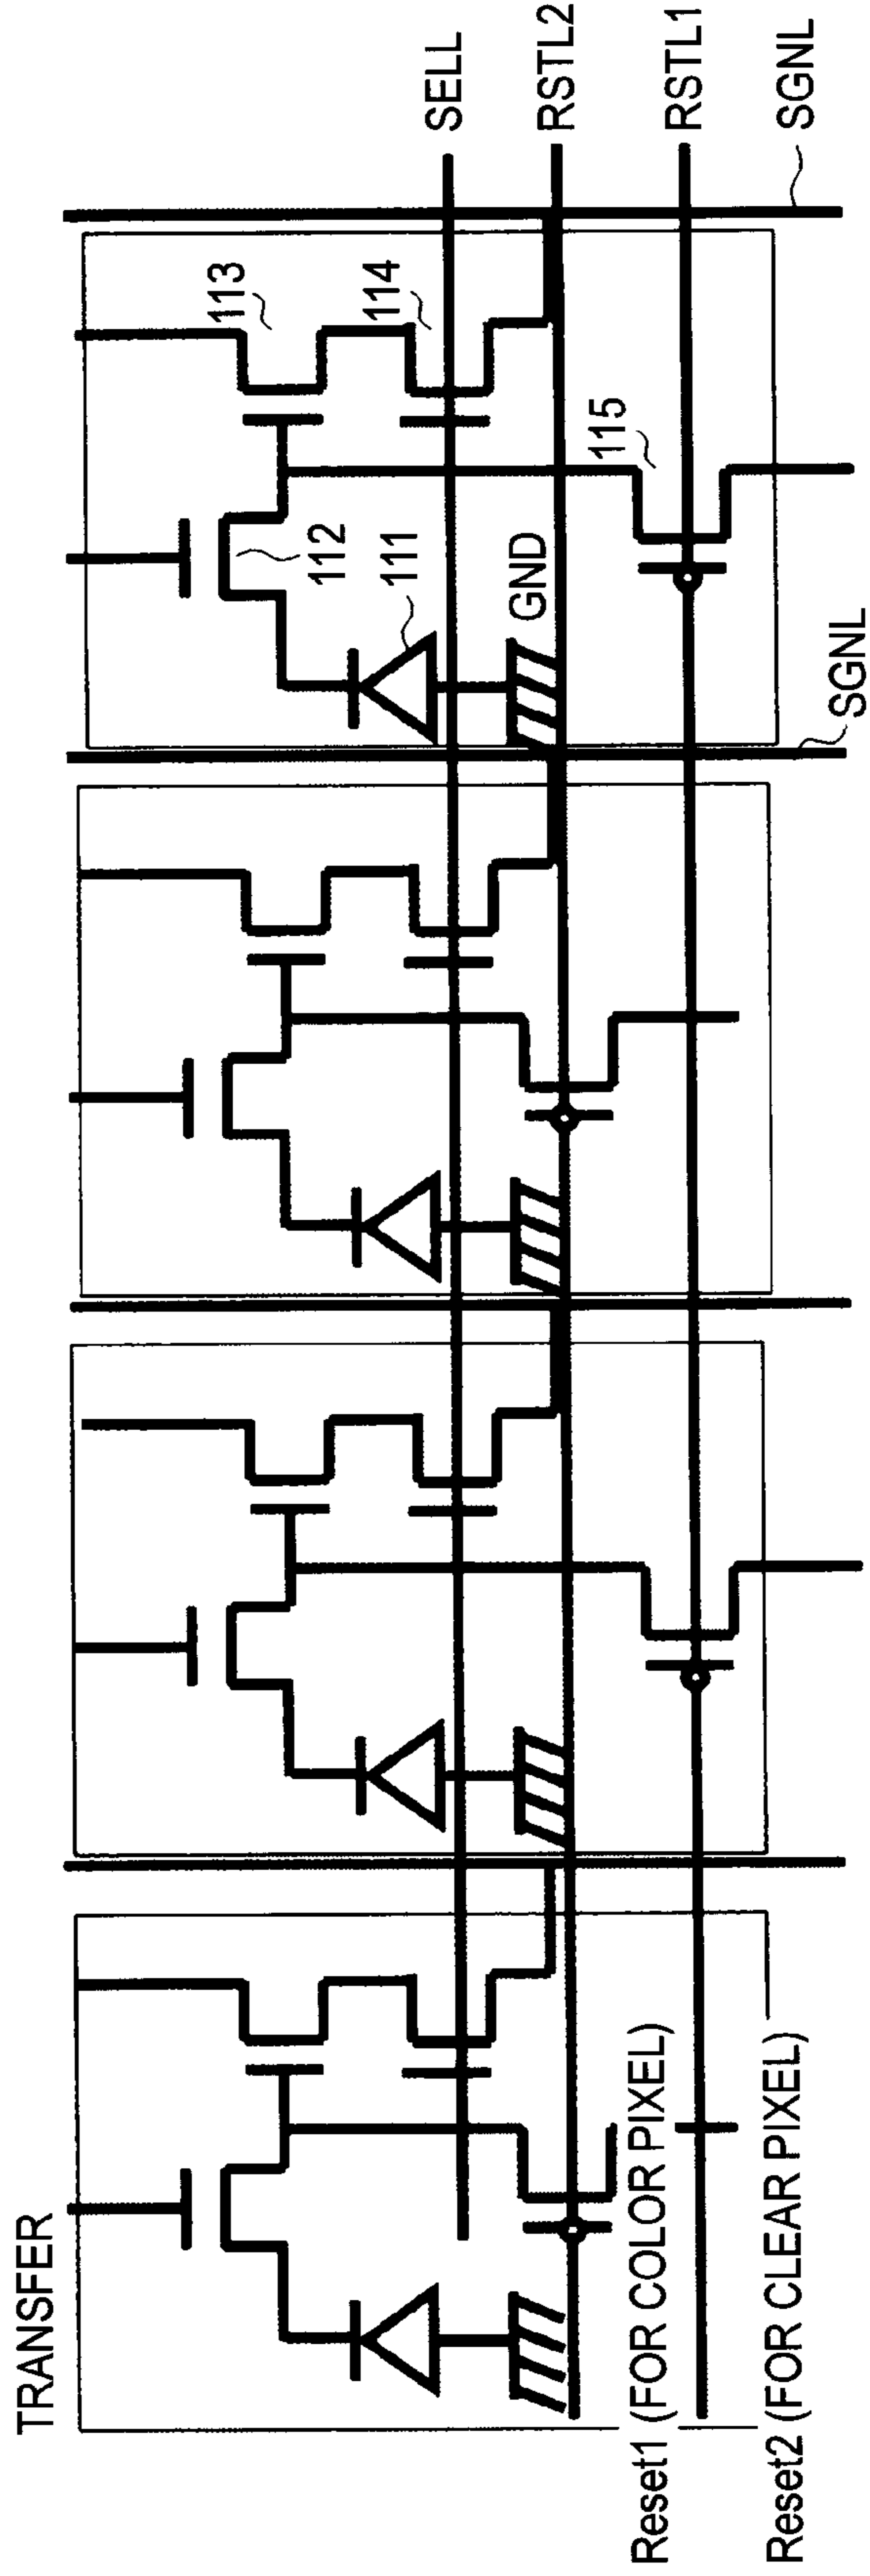 TRANSFER
113
114
112
111
GND
115
SELL
RSTL2
RSTL1
SGNL
SGNL
Reset1 (FOR COLOR PIXEL)
Reset2 (FOR CLEAR PIXEL)